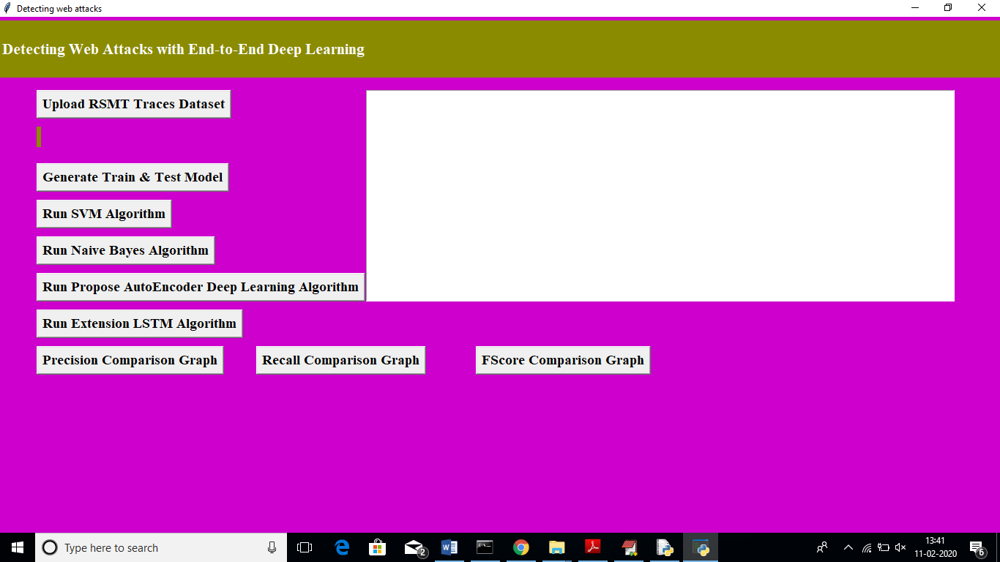 Detecting web attacks
Detecting Web Attacks with End-to-End Deep Learning
Upload RSMT Traces Dataset
Generate Train & Test Model
Run SVM Algorithm
Run Naive Bayes Algorithm
Run Propose AutoEncoder Deep Learning Algorithm
Run Extension LSTM Algorithm
Precision Comparison Graph
Recall Comparison Graph
FScore Comparison Graph
Type here to search
2
13:41
11-02-2020
6